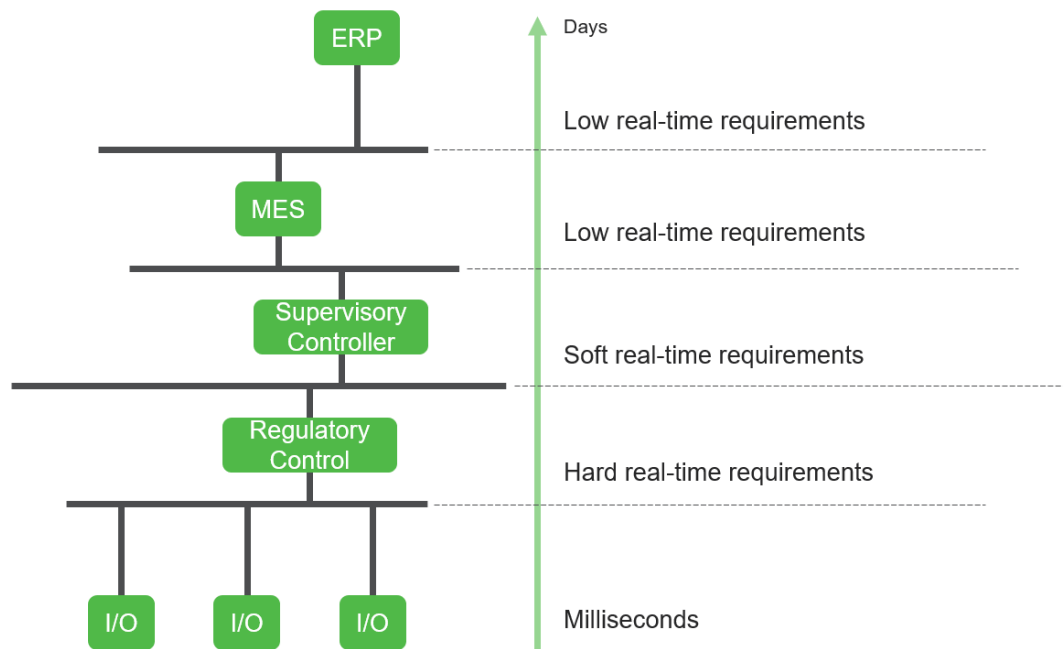 ERP
Days
Low real-time requirements
MES
Low real-time requirements
Supervisory
Controller
Soft real-time requirements
Regulatory
Control
Hard real-time requirements
I/O
I/O
I/O
Milliseconds